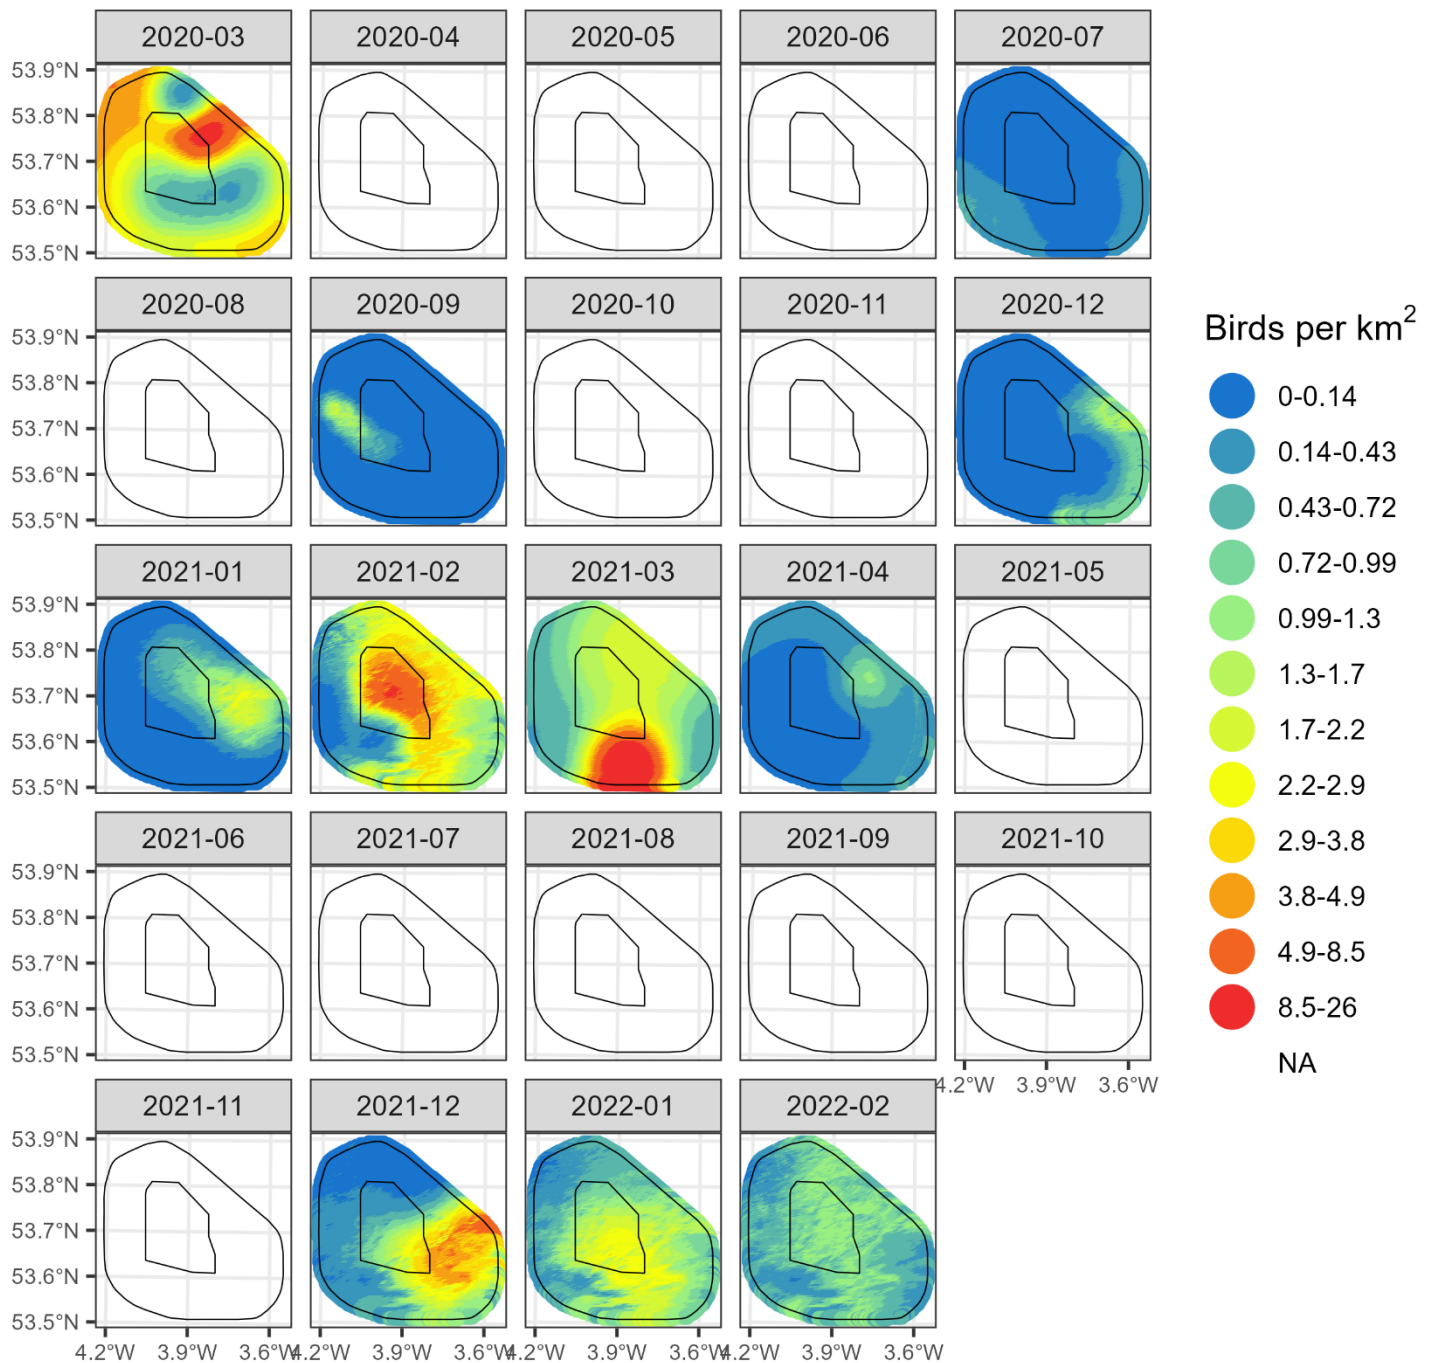 2020-03 2020-04 2020-05 2020-06 2020-07
53.9°N
53.8°N
53.7°N
53.6°N
53.5°N
2020-08 2020-09 2020-10 2020-11 2020-12
53.9°N
53.8°N
53.7°N
53.6°N
53.5°N
2021-01 2021-02 2021-03 2021-04 2021-05
53.9°N
53.8°N
53.7°N
53.6°N
53.5°N
2021-06 2021-07 2021-08 2021-09 2021-10
53.9°N
53.8°N
53.7°N
53.6°N
53.5°N
4.2°W 3.9°W 3.6°W
2021-11 2021-12 2022-01 2022-02
53.9°N
53.8°N
53.7°N
53.6°N
53.5°N
4.2°W 3.9°W 3.6°W 4.2°W 3.9°W 3.6°W 4.2°W 3.9°W 3.6°W 4.2°W 3.9°W 3.6°W
Birds per km²
0-0.14
0.14-0.43
0.43-0.72
0.72-0.99
0.99-1.3
1.3-1.7
1.7-2.2
2.2-2.9
2.9-3.8
3.8-4.9
4.9-8.5
8.5-26
NA